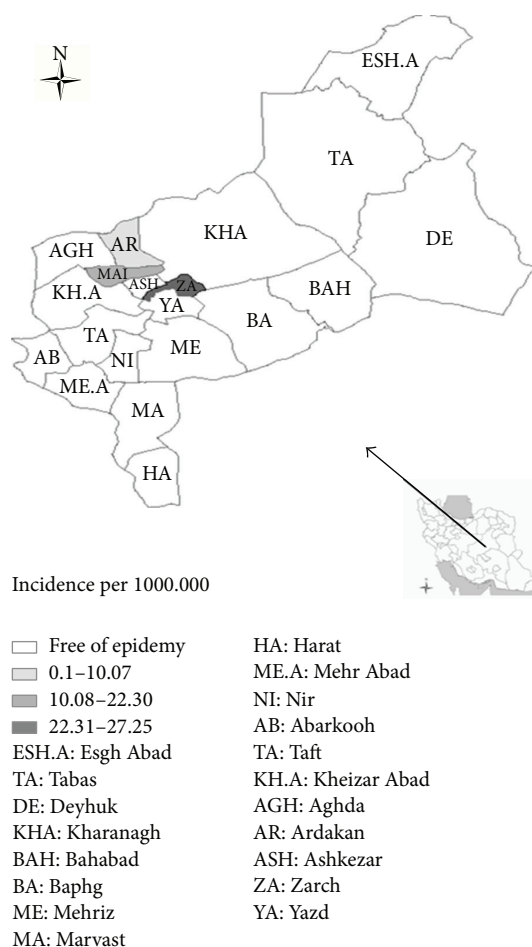 N
ESH.A
TA
KHA
DE
AGH
AR
MAI
ASH
ZA
KH.A
YA
BAH
BA
TA
AB
NI
ME
ME.A
MA
HA
Incidence per 1000.000
Free of epidemy
0.1–10.07
10.08–22.30
22.31–27.25
ESH.A: Esgh Abad
TA: Tabas
DE: Deyhuk
KHA: Kharanagh
BAH: Bahabad
BA: Baphg
ME: Mehriz
MA: Marvast
HA: Harat
ME.A: Mehr Abad
NI: Nir
AB: Abarkooh
TA: Taft
KH.A: Kheizar Abad
AGH: Aghda
AR: Ardakan
ASH: Ashkezar
ZA: Zarch
YA: Yazd